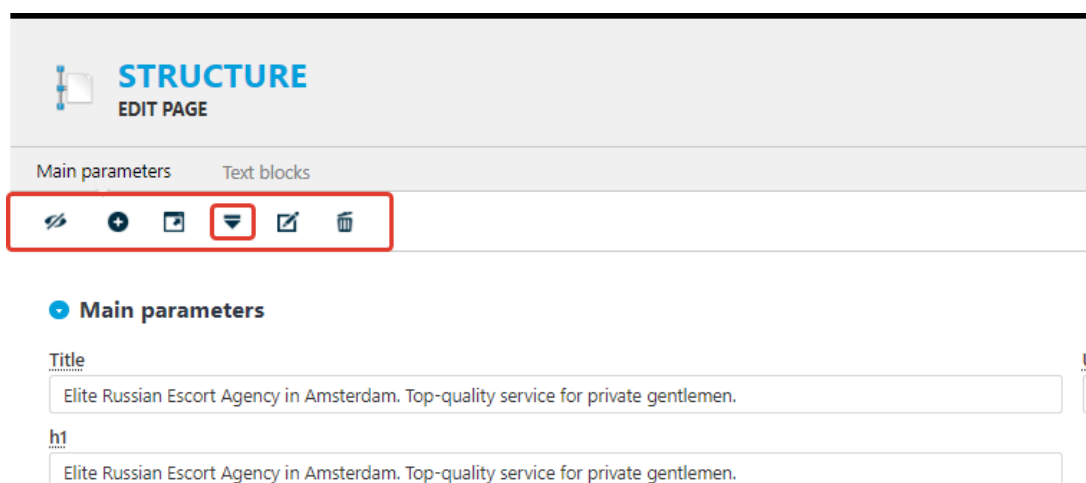 STRUCTURE
EDIT PAGE
Main parameters Text blocks
Main parameters
Title
Elite Russian Escort Agency in Amsterdam. Top-quality service for private gentlemen.
h1
Elite Russian Escort Agency in Amsterdam. Top-quality service for private gentlemen.